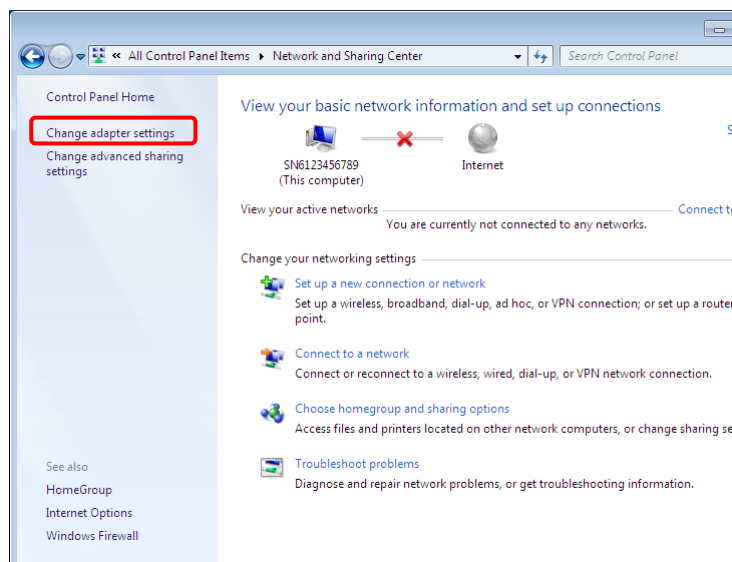 « All Control Panel Items ▸ Network and Sharing Center
Search Control Panel
Control Panel Home
Change adapter settings
Change advanced sharing
settings
See also
HomeGroup
Internet Options
Windows Firewall
View your basic network information and set up connections
S
SN6123456789
(This computer)
Internet
View your active networks
Connect to
You are currently not connected to any networks.
Change your networking settings
Set up a new connection or network
Set up a wireless, broadband, dial-up, ad hoc, or VPN connection; or set up a router
point.
Connect to a network
Connect or reconnect to a wireless, wired, dial-up, or VPN network connection.
Choose homegroup and sharing options
Access files and printers located on other network computers, or change sharing se
Troubleshoot problems
Diagnose and repair network problems, or get troubleshooting information.